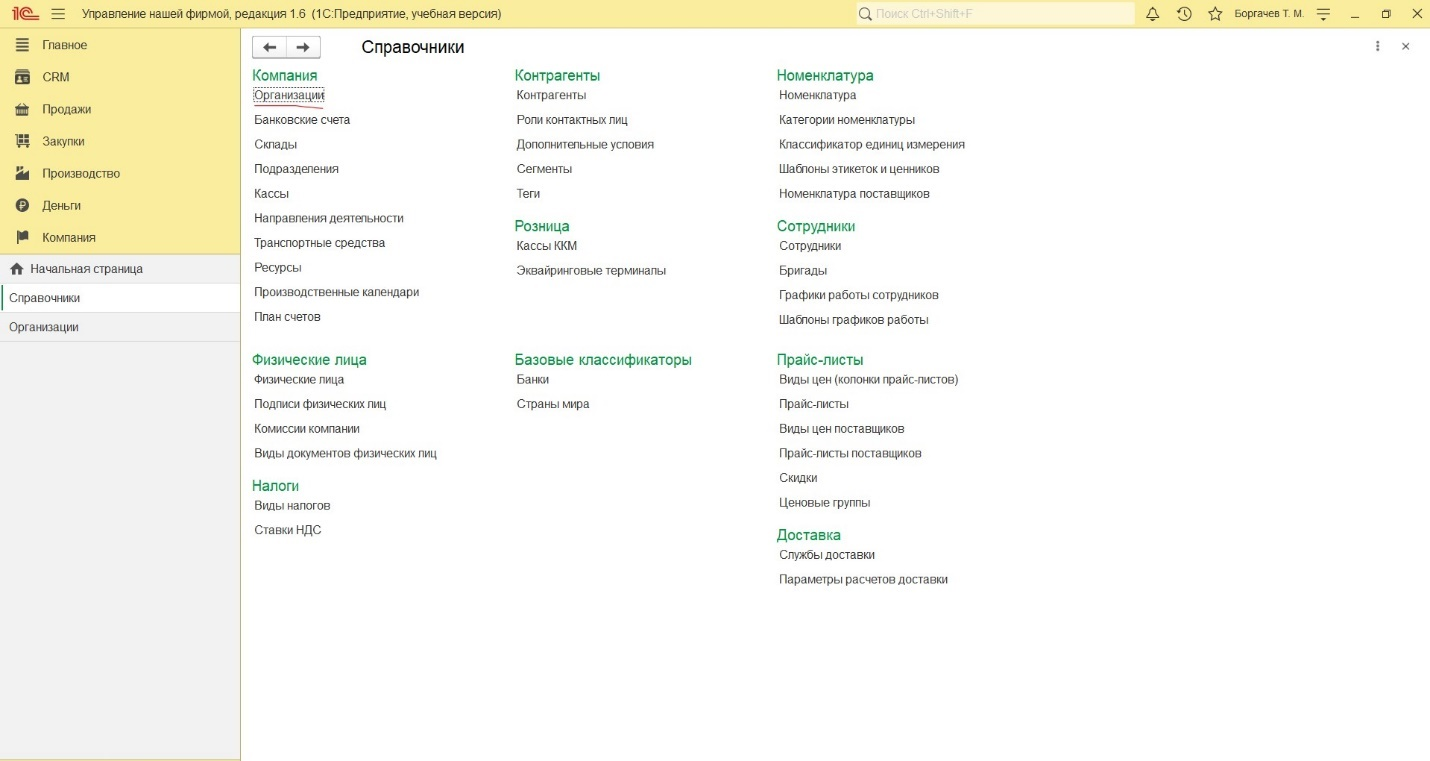 1С Управление нашей фирмой, редакция 1.6 (1С:Предприятие, учебная версия)
Поиск Ctrl+Shift+F
Боргачев Т. М.
Главное
CRM
Продажи
Закупки
Производство
Деньги
Компания
Начальная страница
Справочники
Организации
Справочники
Компания
Организации
Банковские счета
Склады
Подразделения
Кассы
Направления деятельности
Транспортные средства
Ресурсы
Производственные календари
План счетов
Контрагенты
Контрагенты
Роли контактных лиц
Дополнительные условия
Сегменты
Теги
Розница
Кассы ККМ
Эквайринговые терминалы
Номенклатура
Номенклатура
Категории номенклатуры
Классификатор единиц измерения
Шаблоны этикеток и ценников
Номенклатура поставщиков
Сотрудники
Сотрудники
Бригады
Графики работы сотрудников
Шаблоны графиков работы
Физические лица
Физические лица
Подписи физических лиц
Комиссии компании
Виды документов физических лиц
Налоги
Виды налогов
Ставки НДС
Базовые классификаторы
Банки
Страны мира
Прайс-листы
Виды цен (колонки прайс-листов)
Прайс-листы
Виды цен поставщиков
Прайс-листы поставщиков
Скидки
Ценовые группы
Доставка
Службы доставки
Параметры расчетов доставки